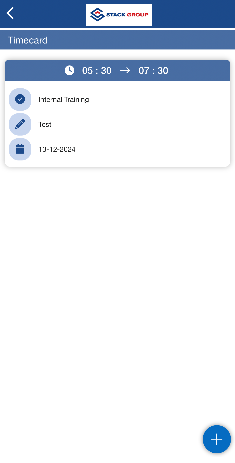 STACK GROUP
Timecard
05 : 30 → 07 : 30
Internal Training
Test
13-12-2024